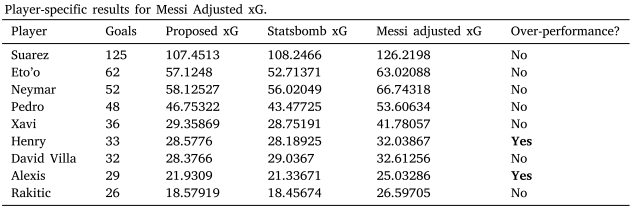 Player-specific results for Messi Adjusted xG.
Player Goals Proposed xG Statsbomb xG Messi adjusted xG Over-performance?
Suarez 125 107.4513 108.2466 126.2198 No
Eto'o 62 57.1248 52.71371 63.02088 No
Neymar 52 58.12527 56.02049 66.74318 No
Pedro 48 46.75322 43.47725 53.60634 No
Xavi 36 29.35869 28.75191 41.78057 No
Henry 33 28.5776 28.18925 32.03867 Yes
David Villa 32 28.3766 29.0367 32.61256 No
Alexis 29 21.9309 21.33671 25.03286 Yes
Rakitic 26 18.57919 18.45674 26.59705 No